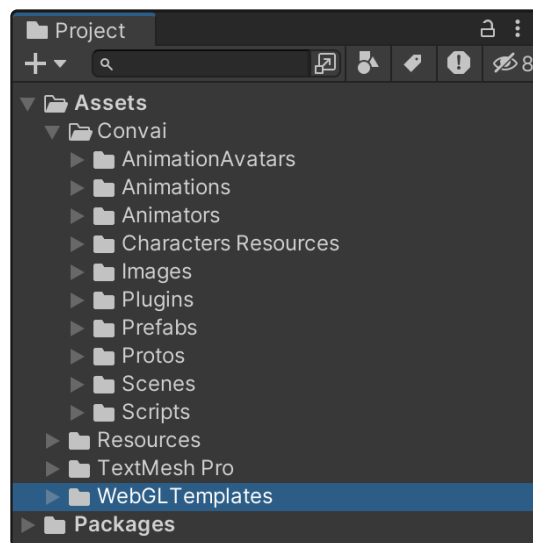 Project
8
Assets
Convai
AnimationAvatars
Animations
Animators
Characters Resources
Images
Plugins
Prefabs
Protos
Scenes
Scripts
Resources
TextMesh Pro
WebGLTemplates
Packages